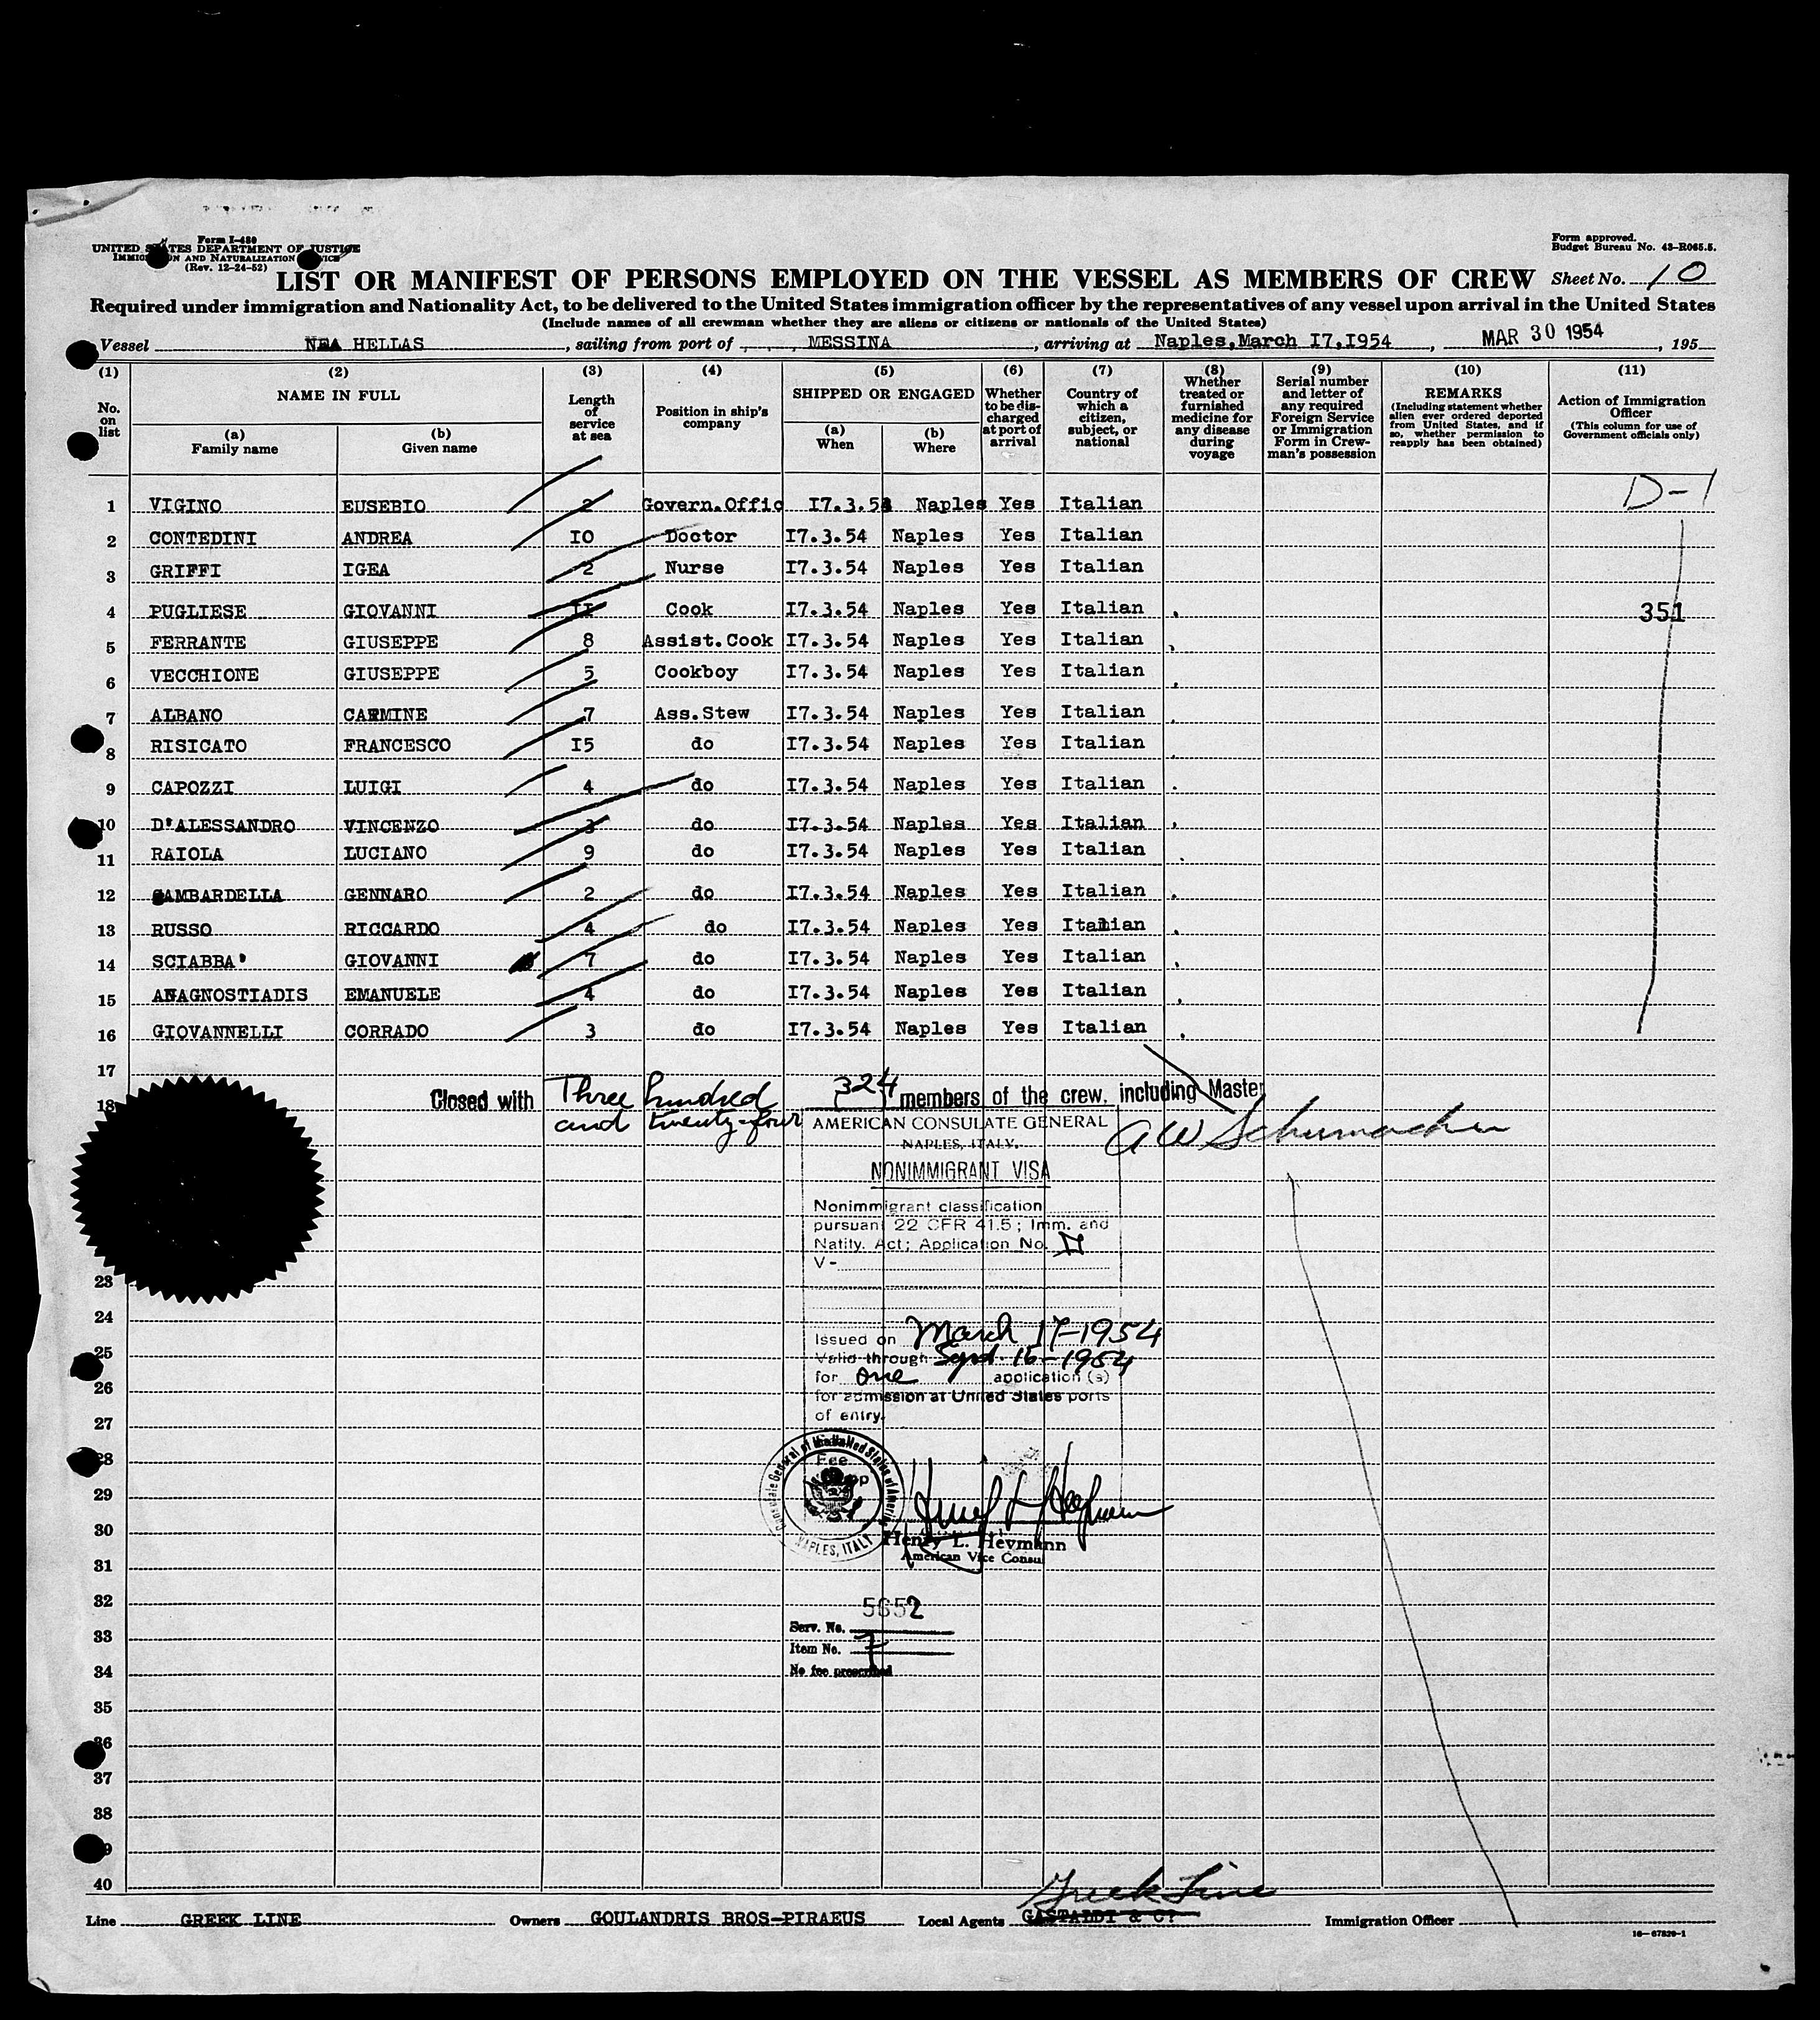 Form I-480
UNITED STATES DEPARTMENT OF JUSTICE
IMMIGRATION AND NATURALIZATION SERVICE
(Rev. 12-24-52)
Form approved.
Budget Bureau No. 43-R065.5.
LIST OR MANIFEST OF PERSONS EMPLOYED ON THE VESSEL AS MEMBERS OF CREW Sheet No. 10
Required under immigration and Nationality Act, to be delivered to the United States immigration officer by the representatives of any vessel upon arrival in the United States
(Include names of all crewman whether they are aliens or citizens or nationals of the United States)
Vessel NEA HELLAS, sailing from port of MESSINA, arriving at Naples, March I7, I954, MAR 30 1954, 195
(1) No. on list
(2) NAME IN FULL
(a) Family name
(b) Given name
(3) Length of service at sea
(4) Position in ship's company
(5) SHIPPED OR ENGAGED
(a) When
(b) Where
(6) Whether to be discharged at port of arrival
(7) Country of which a citizen, subject, or national
(8) Whether treated or furnished medicine for any disease during voyage
(9) Serial number and letter of any required Foreign Service or Immigration Form in Crewman's possession
(10) REMARKS (Including statement whether alien ever ordered deported from United States, and if so, whether permission to reapply has been obtained)
(11) Action of Immigration Officer (This column for use of Government officials only)
1 VIGINO EUSEBIO 2 Govern.Offic I7.3.54 Naples Yes Italian D-1
2 CONTEDINI ANDREA IO Doctor I7.3.54 Naples Yes Italian
3 GRIFFI IGEA 2 Nurse I7.3.54 Naples Yes Italian
4 PUGLIESE GIOVANNI II Cook I7.3.54 Naples Yes Italian 351
5 FERRANTE GIUSEPPE 8 Assist.Cook I7.3.54 Naples Yes Italian
6 VECCHIONE GIUSEPPE 5 Cookboy I7.3.54 Naples Yes Italian
7 ALBANO CARMINE 7 Ass.Stew I7.3.54 Naples Yes Italian
8 RISICATO FRANCESCO I5 do I7.3.54 Naples Yes Italian
9 CAPOZZI LUIGI 4 do I7.3.54 Naples Yes Italian
10 D'ALESSANDRO VINCENZO 3 do I7.3.54 Naples Yes Italian
11 RAIOLA LUCIANO 9 do I7.3.54 Naples Yes Italian
12 GAMBARDELLA GENNARO 2 do I7.3.54 Naples Yes Italian
13 RUSSO RICCARDO 4 do I7.3.54 Naples Yes Italian
14 SCIABBA' GIOVANNI 7 do I7.3.54 Naples Yes Italian
15 ANAGNOSTIADIS EMANUELE 4 do I7.3.54 Naples Yes Italian
16 GIOVANNELLI CORRADO 3 do I7.3.54 Naples Yes Italian
17
18 Closed with Three hundred and twenty-four 324 members of the crew, including Master
AMERICAN CONSULATE GENERAL
NAPLES, ITALY.
A W Schumacher
NONIMMIGRANT VISA
Nonimmigrant classification
pursuant 22 CFR 41.5; Imm. and
Natlty. Act; Application No.
V-
23
24
Issued on March 17-1954
25
Valid through Sept. 16-1954
for one application (s)
26
for admission at United States ports
of entry.
27
28
Consulate General of the United States of America
NAPLES, ITALY
Fee
29
30
Henry L. Heymann
American Vice Consul
31
32
5652
33
Serv. No.
Item No. 7
34
No fee prescribed
35
36
37
38
39
40
Greek Line
Line GREEK LINE Owners GOULANDRIS BROS-PIRAEUS Local Agents GASTALDI & C? Immigration Officer
16—67820-1